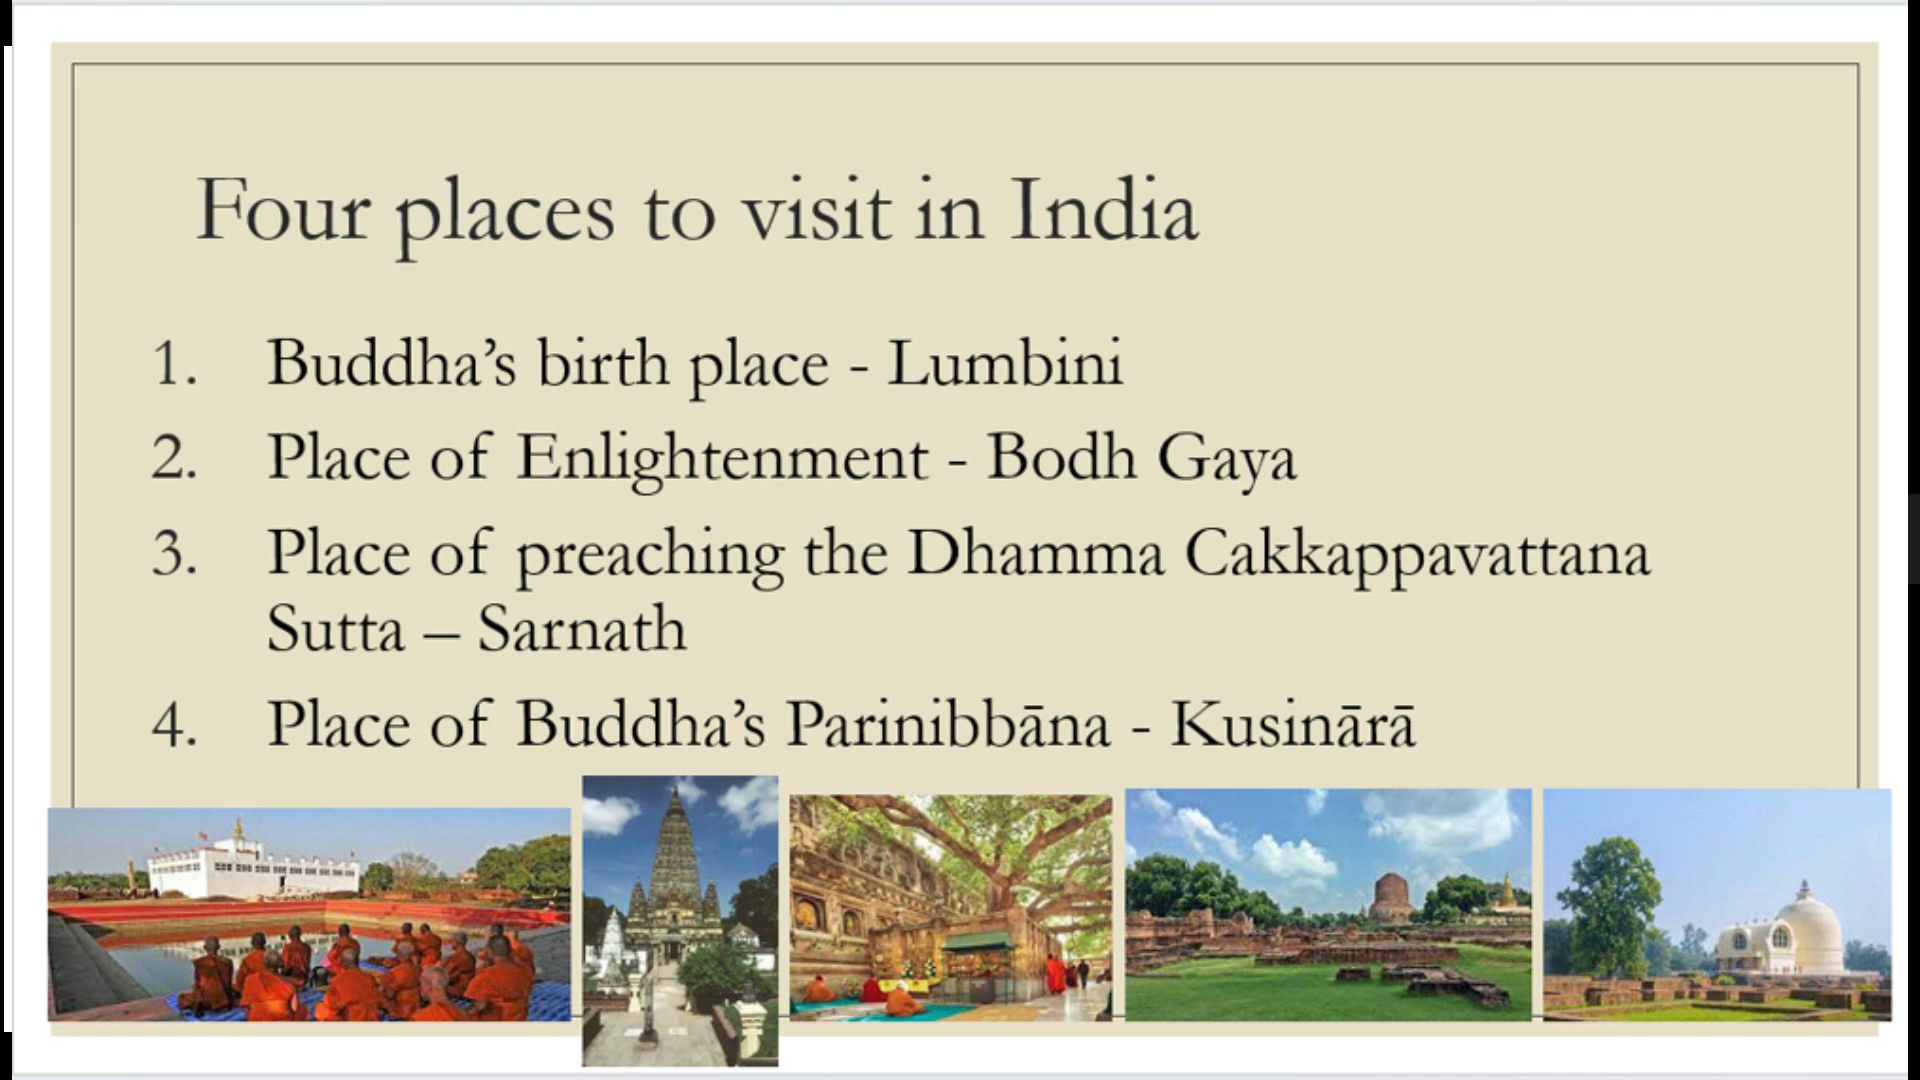 Four places to visit in India
1. Buddha’s birth place - Lumbini
2. Place of Enlightenment - Bodh Gaya
3. Place of preaching the Dhamma Cakkappavattana
Sutta – Sarnath
4. Place of Buddha’s Parinibbāna - Kusinārā